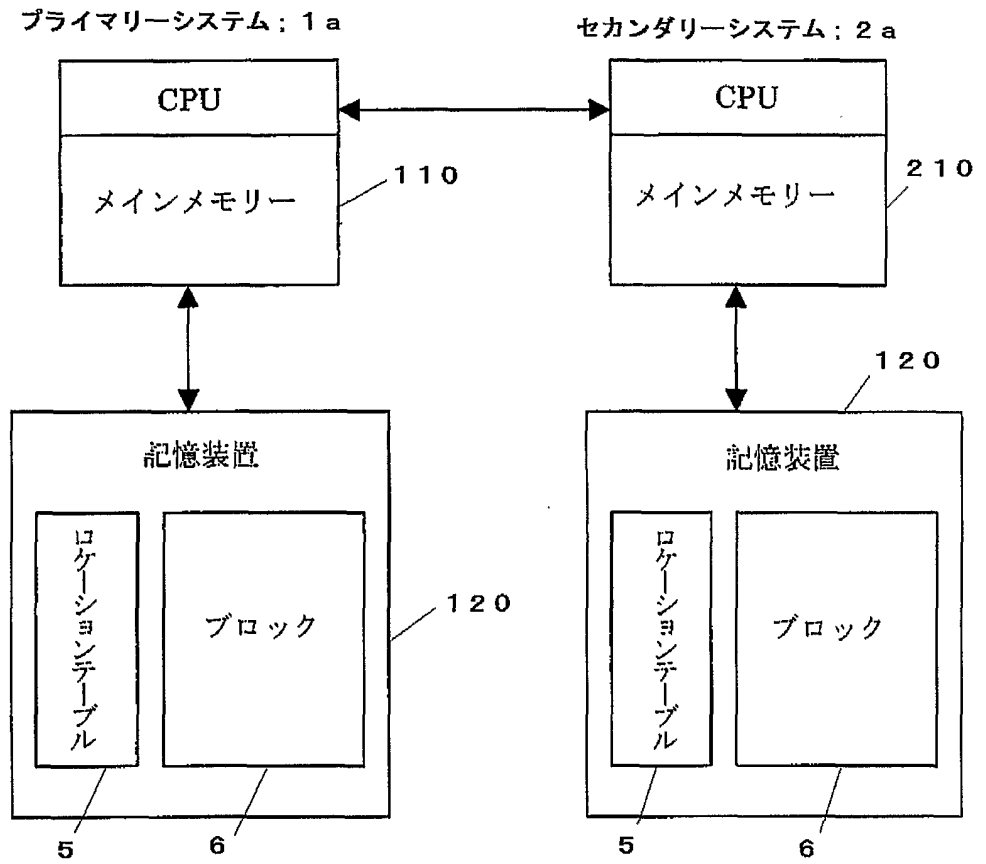 プライマリーシステム；１ａ
セカンダリーシステム；２ａ
CPU
メインメモリー
１１０
CPU
メインメモリー
２１０
記憶装置
ロケーションテーブル
ブロック
１２０
５
６
１２０
記憶装置
ロケーションテーブル
ブロック
５
６